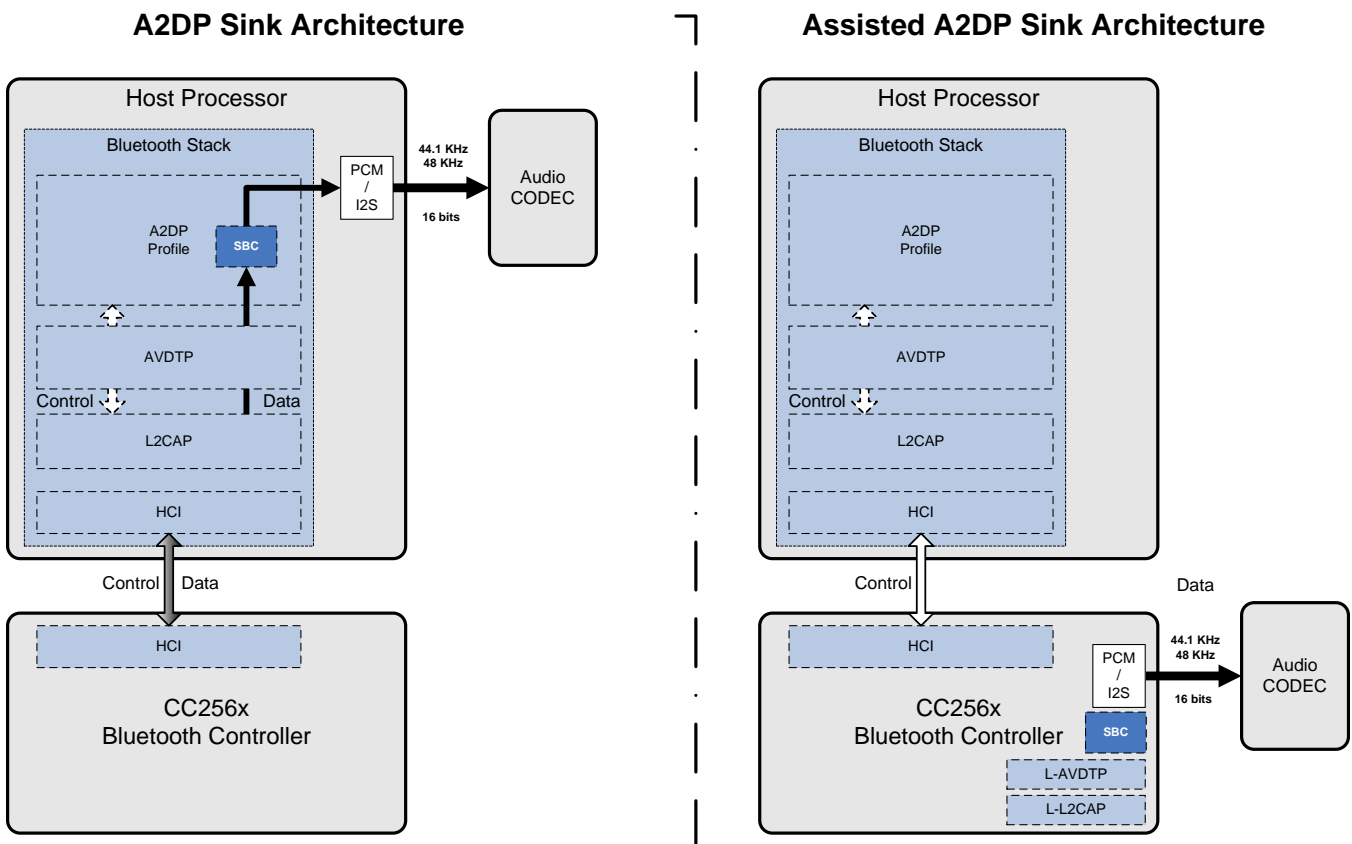 A2DP Sink Architecture
Host Processor
Bluetooth Stack
A2DP
Profile
SBC
PCM
/
I2S
44.1 KHz
48 KHz
16 bits
Audio
CODEC
AVDTP
Control
Data
L2CAP
HCI
Control
Data
HCI
CC256x
Bluetooth Controller
Assisted A2DP Sink Architecture
Host Processor
Bluetooth Stack
A2DP
Profile
AVDTP
Control
L2CAP
HCI
Control
Data
HCI
CC256x
Bluetooth Controller
PCM
/
I2S
44.1 KHz
48 KHz
16 bits
Audio
CODEC
SBC
L-AVDTP
L-L2CAP